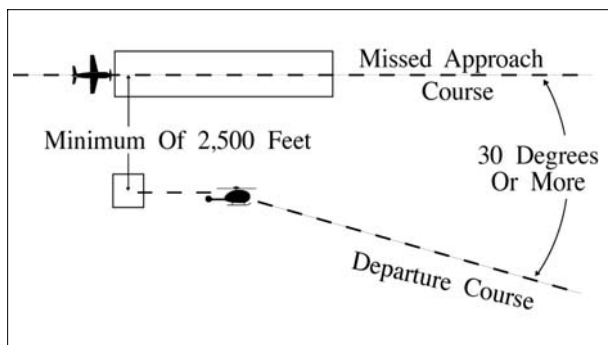 Missed Approach
Course
Minimum Of 2,500 Feet
30 Degrees
Or More
Departure Course